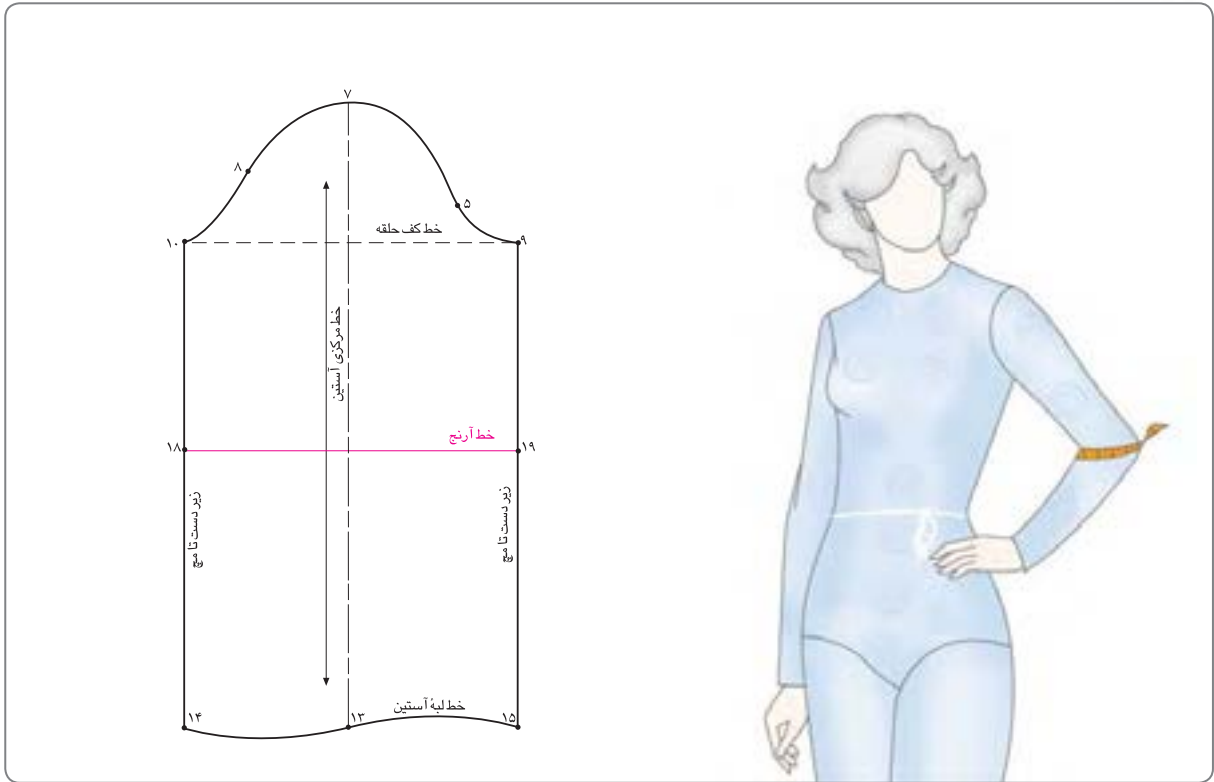 ۷
۸
۵
خط کف حلقه
۱۰
۹
خط مرکزی آستین
خط آرنج
۱۸
۱۹
زیر دست تا مچ
زیر دست تا مچ
خط لبهٔ آستین
۱۴
۱۳
۱۵